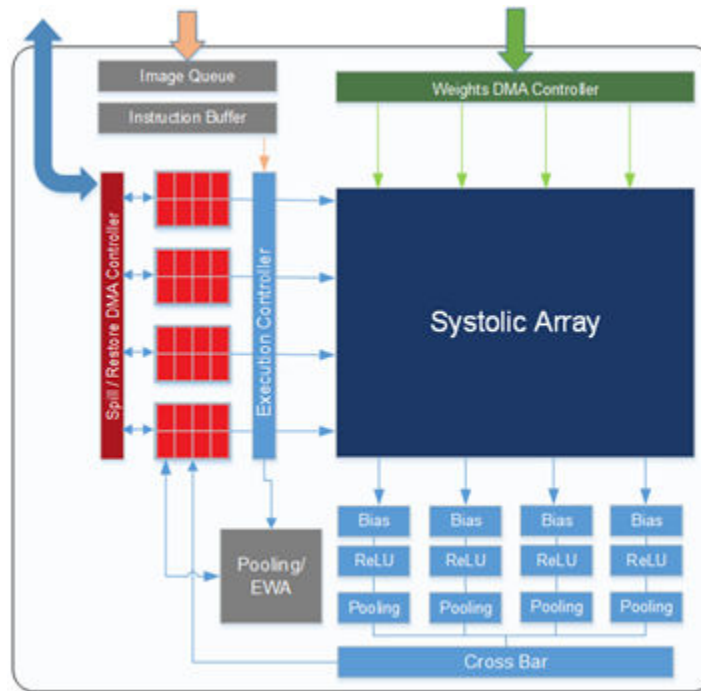 Image Queue
Instruction Buffer
Weights DMA Controller
Spill / Restore DMA Controller
Execution Controller
Systolic Array
Pooling/
EWA
Bias
Bias
Bias
Bias
ReLU
ReLU
ReLU
ReLU
Pooling
Pooling
Pooling
Pooling
Cross Bar